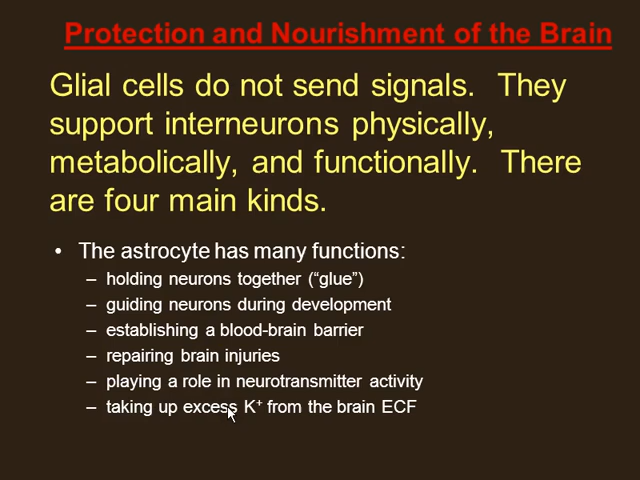 Protection and Nourishment of the Brain
Glial cells do not send signals.  They
support interneurons physically,
metabolically, and functionally.  There
are four main kinds.
• The astrocyte has many functions:
– holding neurons together (“glue”)
– guiding neurons during development
– establishing a blood-brain barrier
– repairing brain injuries
– playing a role in neurotransmitter activity
– taking up excess K⁺ from the brain ECF